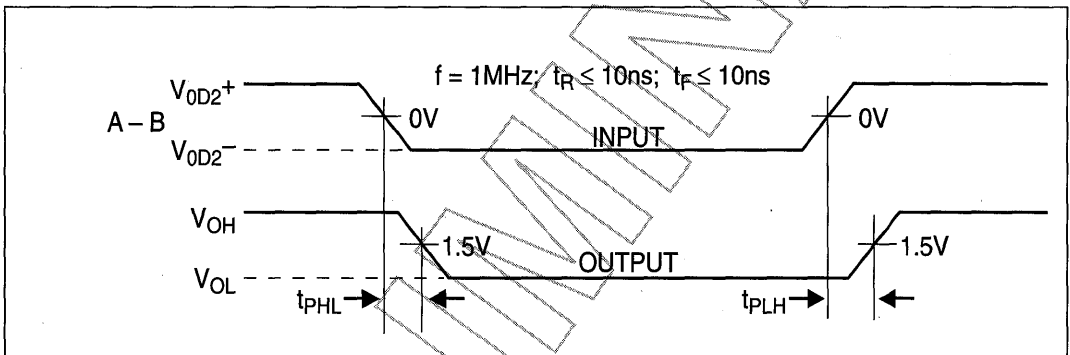 f = 1MHz; tR ≤ 10ns; tF ≤ 10ns
V0D2+
A – B
0V
0V
V0D2–
INPUT
VOH
1.5V
1.5V
VOL
OUTPUT
tPHL
tPLH